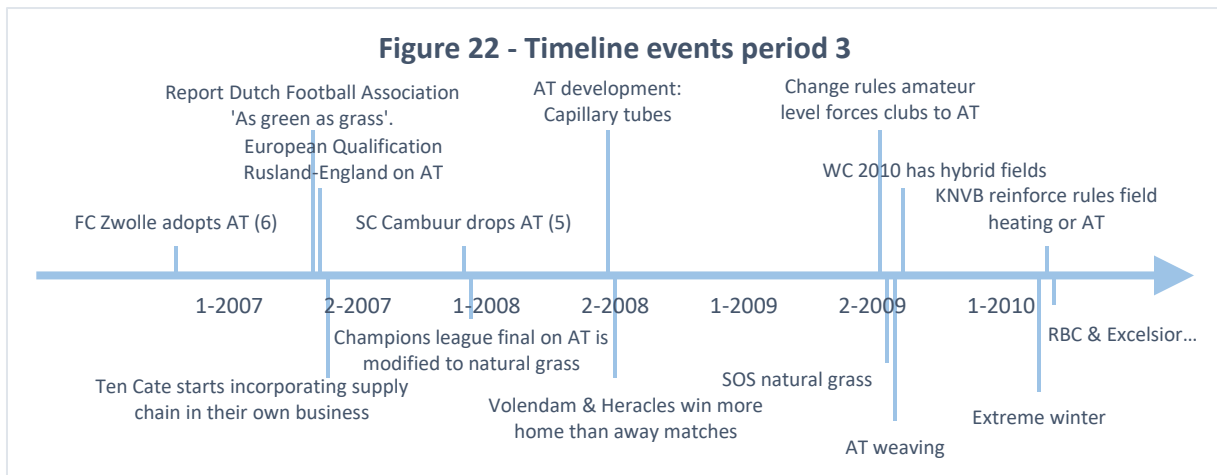 Figure 22 - Timeline events period 3
Report Dutch Football Association
'As green as grass'.
European Qualification
Rusland-England on AT
AT development:
Capillary tubes
Change rules amateur
level forces clubs to AT
WC 2010 has hybrid fields
KNVB reinforce rules field
heating or AT
FC Zwolle adopts AT (6)
SC Cambuur drops AT (5)
1-2007
2-2007
1-2008
2-2008
1-2009
2-2009
1-2010
Champions league final on AT is
modified to natural grass
RBC & Excelsior...
Ten Cate starts incorporating supply
chain in their own business
SOS natural grass
Volendam & Heracles win more
home than away matches
Extreme winter
AT weaving